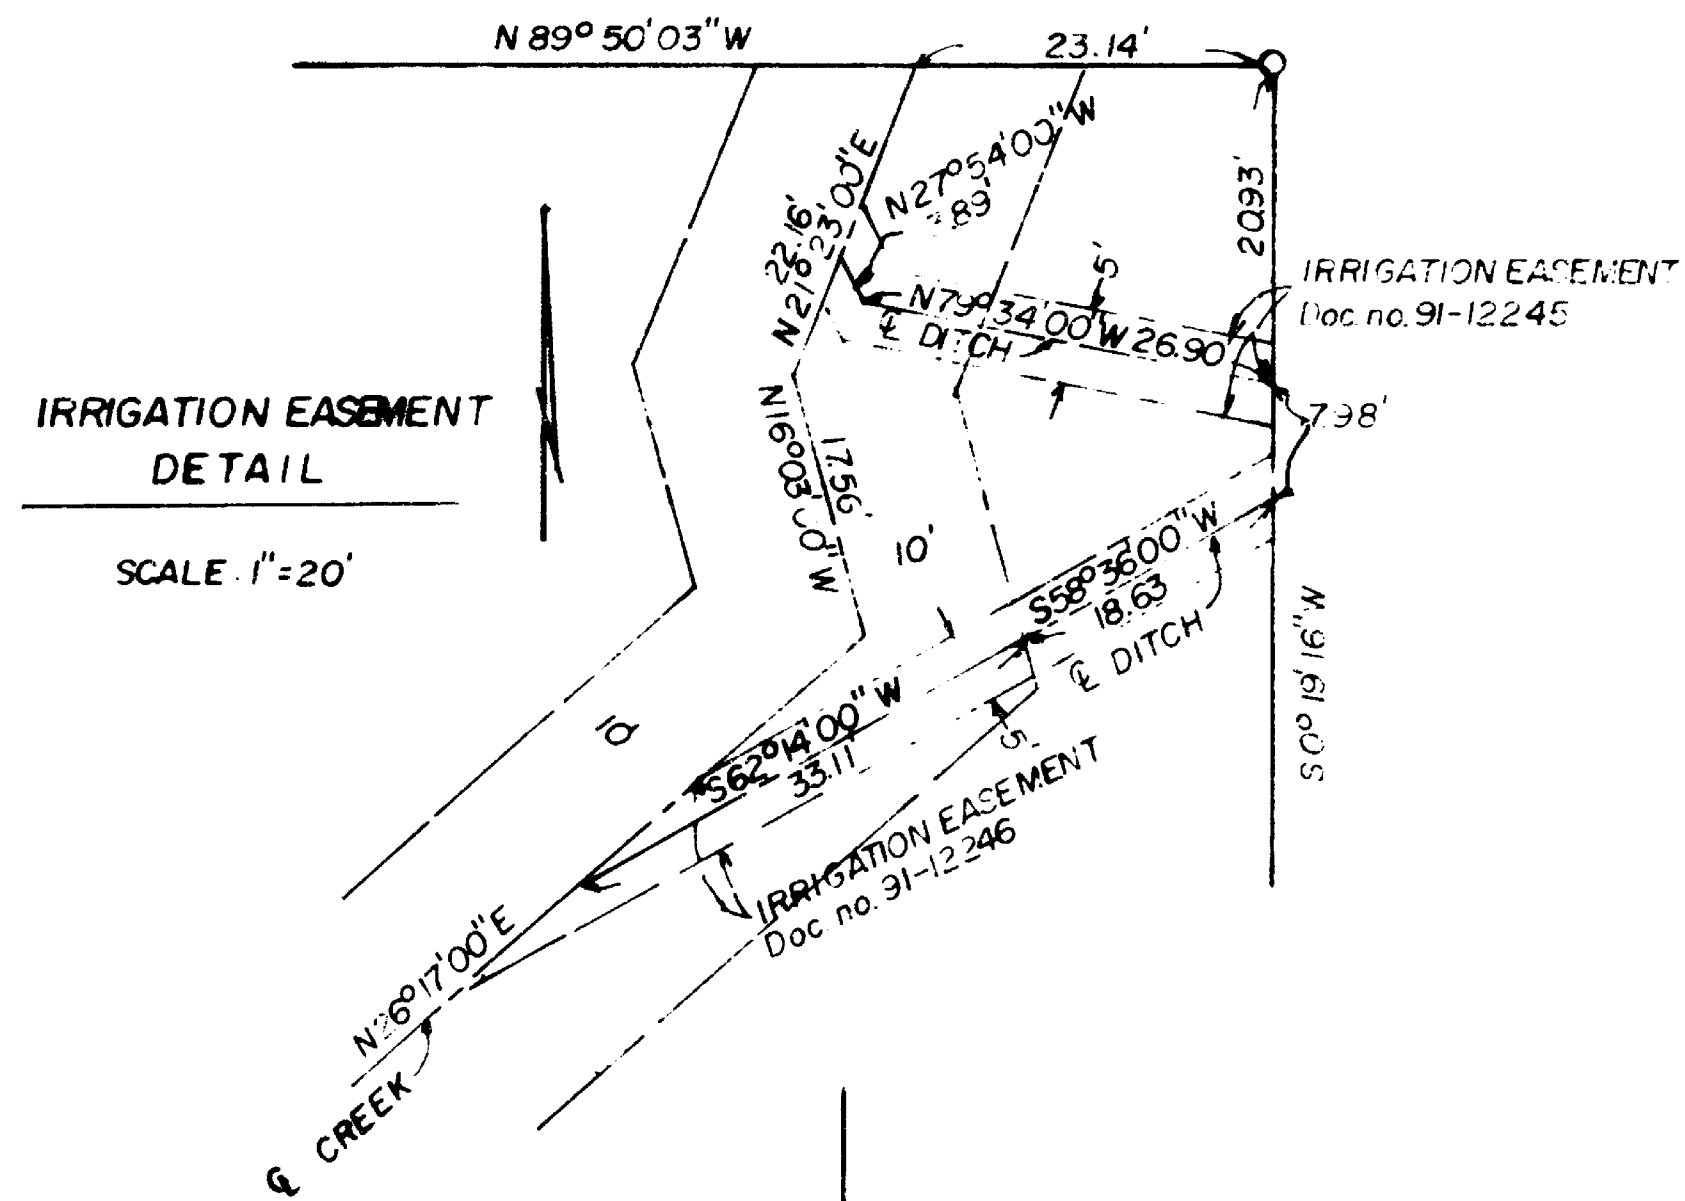 N 89° 50' 03" W
23.14'
N 27° 54' 00" W
.89'
22.16'
N 21° 23' 00" E
20.93'
5'
IRRIGATION EASEMENT
Doc. no. 91-12245
N 79° 34' 00" W 26.90'
℄ DITCH
7.98'
IRRIGATION EASEMENT
DETAIL
SCALE 1"=20'
N 16° 03' 00" W
17.56'
10'
S 58° 36' 00" W
18.63
℄ DITCH
S 0° 19' 16" W
10'
S 62° 14' 00" W
33.11
5'
IRRIGATION EASEMENT
Doc. no. 91-12246
N 26° 17' 00" E
℄ CREEK